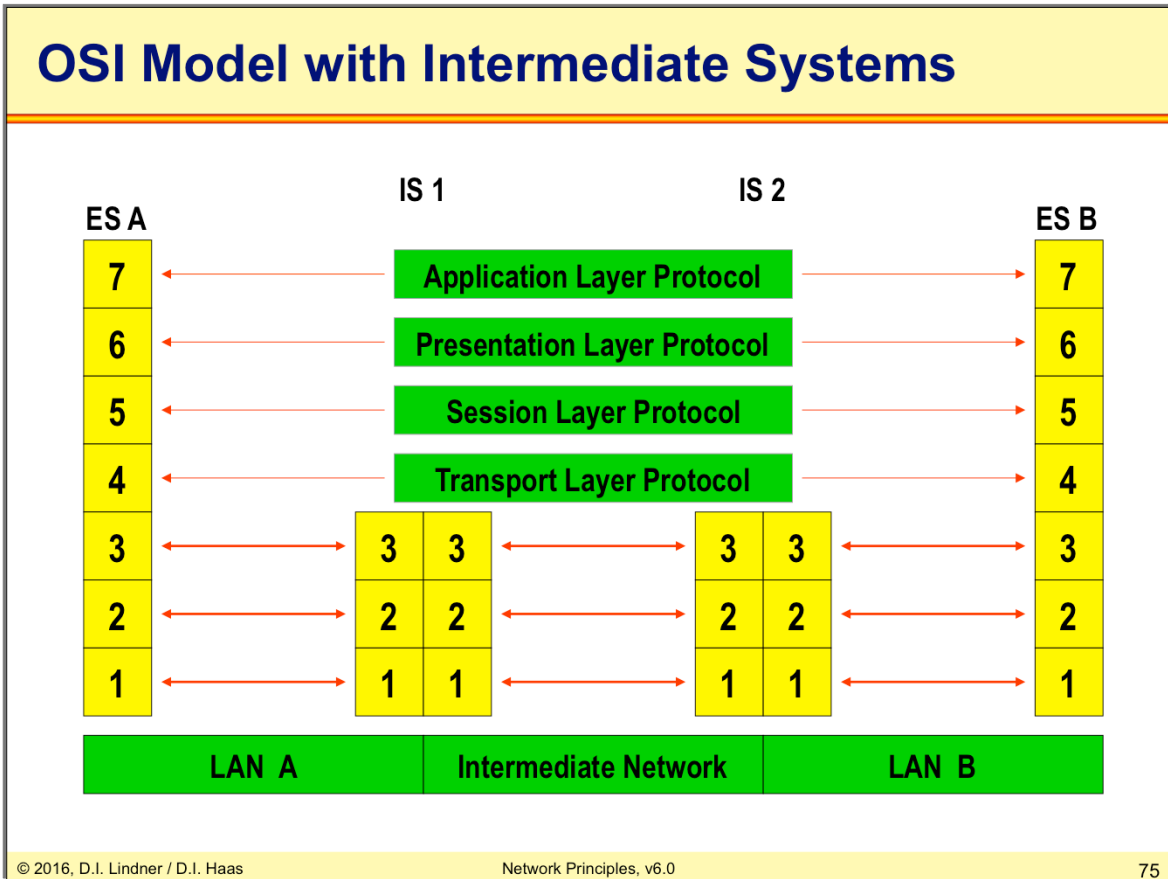 OSI Model with Intermediate Systems
IS 1 IS 2
ES A ES B
7 Application Layer Protocol 7
6 Presentation Layer Protocol 6
5 Session Layer Protocol 5
4 Transport Layer Protocol 4
3 3 3 3 3 3
2 2 2 2 2 2
1 1 1 1 1 1
LAN A Intermediate Network LAN B
© 2016, D.I. Lindner / D.I. Haas Network Principles, v6.0 75